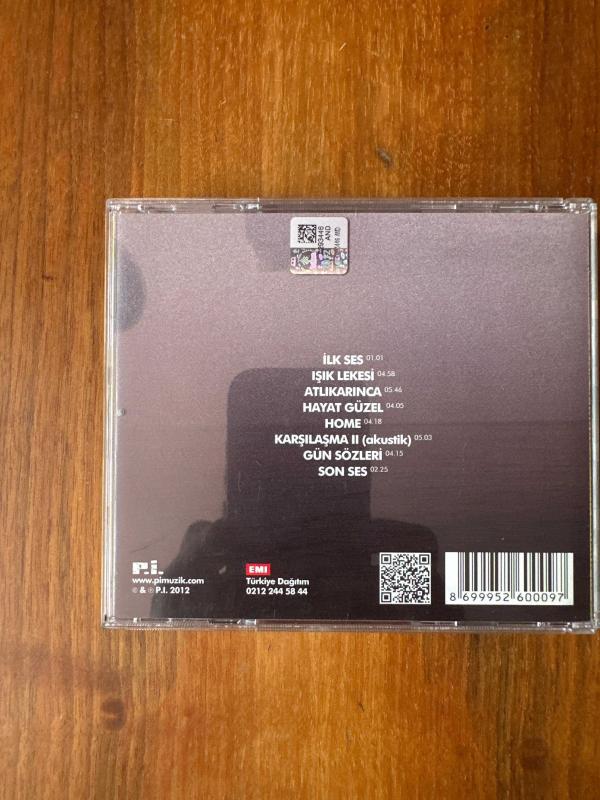 İLK SES 01.01
IŞIK LEKESİ 04.58
ATLIKARINCA 05.46
HAYAT GÜZEL 04.05
HOME 04.18
KARŞILAŞMA II (akustik) 05.03
GÜN SÖZLERİ 04.15
SON SES 02.25
P.İ.
www.pimuzik.com
© & ℗ P.I. 2012
EMI
Türkiye Dağıtım
0212 244 58 44
8 699952 600097